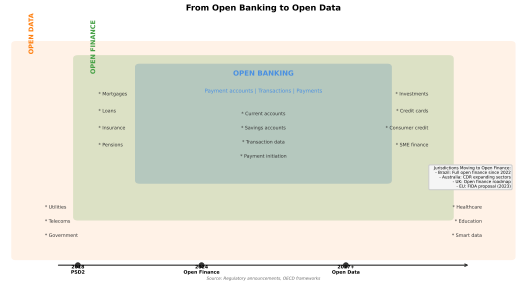 From Open Banking to Open Data
OPEN DATA
OPEN FINANCE
OPEN BANKING
Payment accounts | Transactions | Payments
* Mortgages
* Loans
* Insurance
* Pensions
* Current accounts
* Savings accounts
* Transaction data
* Payment initiation
* Investments
* Credit cards
* Consumer credit
* SME finance
Jurisdictions Moving to Open Finance:
- Brazil: Full open finance since 2022
- Australia: CDR expanding sectors
- UK: Open finance roadmap
- EU: FIDA proposal (2023)
* Utilities
* Telecoms
* Government
* Healthcare
* Education
* Smart data
PSD2
2024
Open Finance
Open Data
Source: Regulatory announcements, OECD frameworks